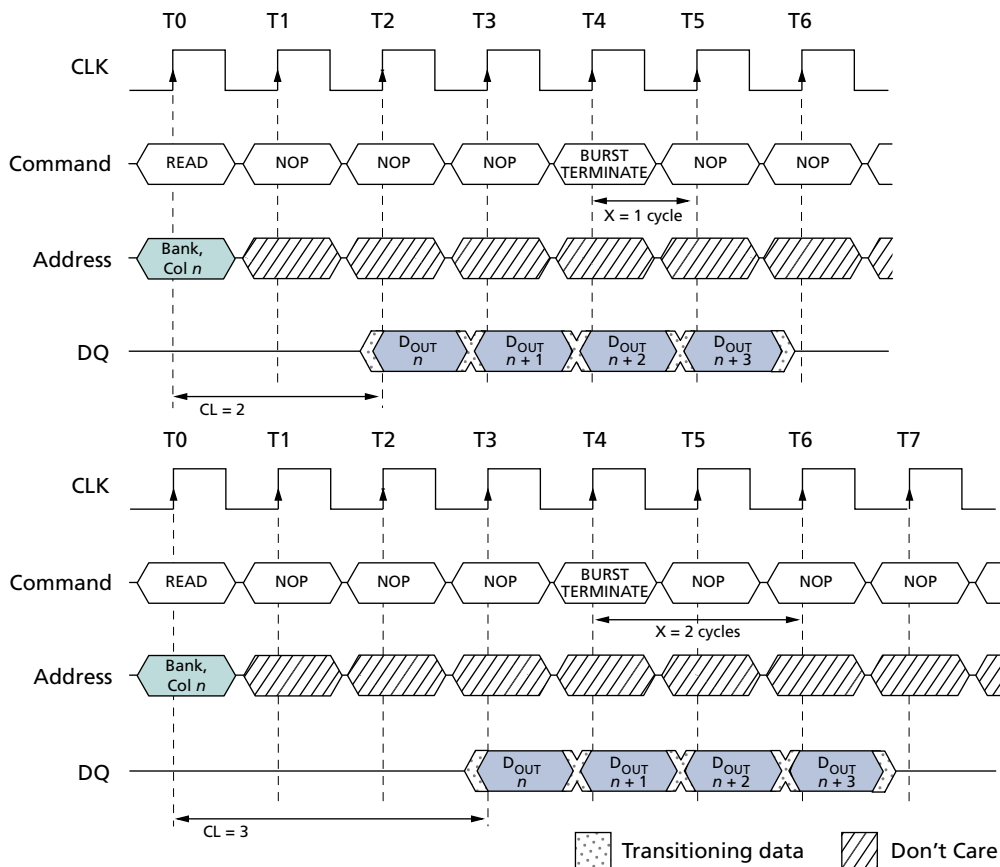 T0 T1 T2 T3 T4 T5 T6
CLK
Command READ NOP NOP NOP BURST TERMINATE NOP NOP
X = 1 cycle
Address Bank, Col n
DQ DOUT n DOUT n + 1 DOUT n + 2 DOUT n + 3
CL = 2
T0 T1 T2 T3 T4 T5 T6 T7
CLK
Command READ NOP NOP NOP BURST TERMINATE NOP NOP NOP
X = 2 cycles
Address Bank, Col n
DQ DOUT n DOUT n + 1 DOUT n + 2 DOUT n + 3
CL = 3
Transitioning data Don't Care